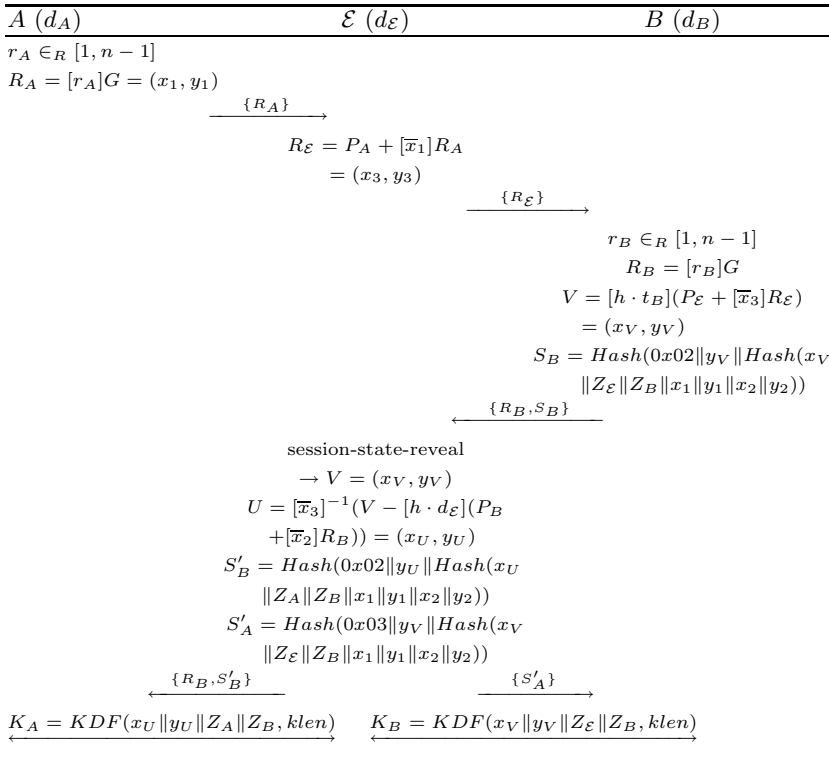 A (d_A) ℰ (d_ℰ) B (d_B)
r_A ∈_R [1, n − 1]
R_A = [r_A]G = (x_1, y_1)
{R_A}
R_ℰ = P_A + [x̅_1]R_A
= (x_3, y_3)
{R_ℰ}
r_B ∈_R [1, n − 1]
R_B = [r_B]G
V = [h · t_B](P_ℰ + [x̅_3]R_ℰ)
= (x_V, y_V)
S_B = Hash(0x02‖y_V‖Hash(x_V
‖Z_ℰ‖Z_B‖x_1‖y_1‖x_2‖y_2))
{R_B,S_B}
session-state-reveal
→ V = (x_V, y_V)
U = [x̅_3]^{−1}(V − [h · d_ℰ](P_B
+[x̅_2]R_B)) = (x_U, y_U)
S′_B = Hash(0x02‖y_U‖Hash(x_U
‖Z_A‖Z_B‖x_1‖y_1‖x_2‖y_2))
S′_A = Hash(0x03‖y_V‖Hash(x_V
‖Z_ℰ‖Z_B‖x_1‖y_1‖x_2‖y_2))
{R_B,S′_B} {S′_A}
K_A = KDF(x_U‖y_U‖Z_A‖Z_B, klen) K_B = KDF(x_V‖y_V‖Z_ℰ‖Z_B, klen)